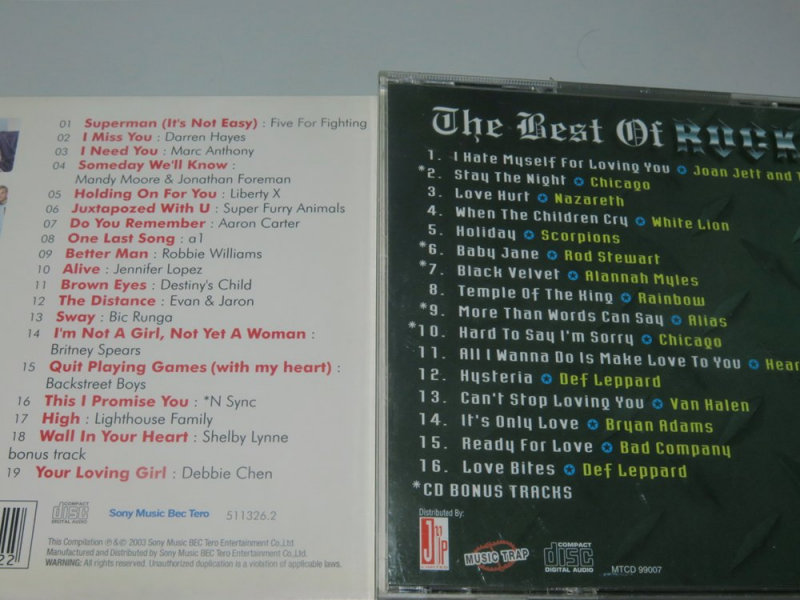 01 Superman (It's Not Easy) : Five For Fighting
02 I Miss You : Darren Hayes
03 I Need You : Marc Anthony
04 Someday We'll Know :
Mandy Moore & Jonathan Foreman
05 Holding On For You : Liberty X
06 Juxtapozed With U : Super Furry Animals
07 Do You Remember : Aaron Carter
08 One Last Song : a1
09 Better Man : Robbie Williams
10 Alive : Jennifer Lopez
11 Brown Eyes : Destiny's Child
12 The Distance : Evan & Jaron
13 Sway : Bic Runga
14 I'm Not A Girl, Not Yet A Woman :
Britney Spears
15 Quit Playing Games (with my heart) :
Backstreet Boys
16 This I Promise You : *N Sync
17 High : Lighthouse Family
18 Wall In Your Heart : Shelby Lynne
bonus track
19 Your Loving Girl : Debbie Chen
COMPACT
disc
DIGITAL AUDIO
Sony Music Bec Tero 511326.2
This Compilation ℗ & © 2003 Sony Music BEC Tero Entertainment Co.,Ltd.
Manufactured and Distributed by Sony Music BEC Tero Entertainment Co.,Ltd.
WARNING: All rights reserved. Unauthorized duplication is a violation of applicable laws.
22
The Best Of ROCK
1. I Hate Myself For Loving You ✪ Joan Jett and
*2. Stay The Night ✪ Chicago
3. Love Hurt ✪ Nazareth
4. When The Children Cry ✪ White Lion
5. Holiday ✪ Scorpions
*6. Baby Jane ✪ Rod Stewart
*7. Black Velvet ✪ Alannah Myles
8. Temple Of The King ✪ Rainbow
*9. More Than Words Can Say ✪ Alias
*10. Hard To Say I'm Sorry ✪ Chicago
11. All I Wanna Do Is Make Love To You ✪ Hear
12. Hysteria ✪ Def Leppard
13. Can't Stop Loving You ✪ Van Halen
14. It's Only Love ✪ Bryan Adams
15. Ready For Love ✪ Bad Company
16. Love Bites ✪ Def Leppard
*CD BONUS TRACKS
Distributed By:
MUSIC TRAP
COMPACT
disc
DIGITAL AUDIO
MTCD 99007